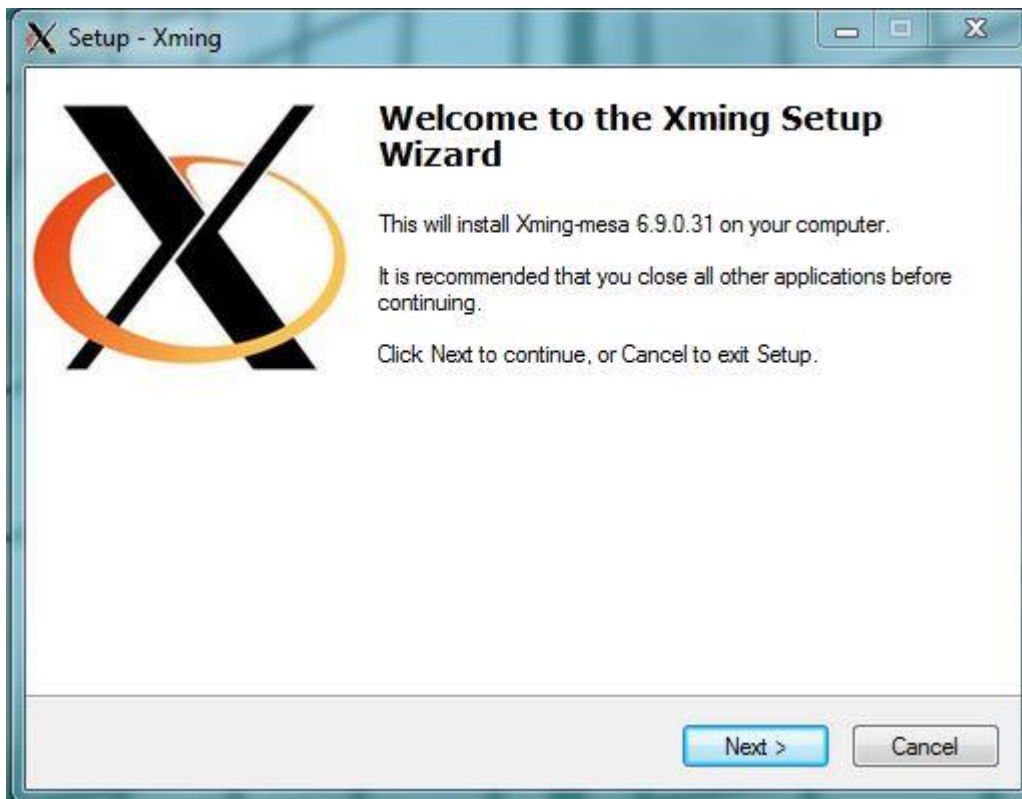 Setup - Xming
Welcome to the Xming Setup
Wizard
This will install Xming-mesa 6.9.0.31 on your computer.
It is recommended that you close all other applications before
continuing.
Click Next to continue, or Cancel to exit Setup.
Next >
Cancel